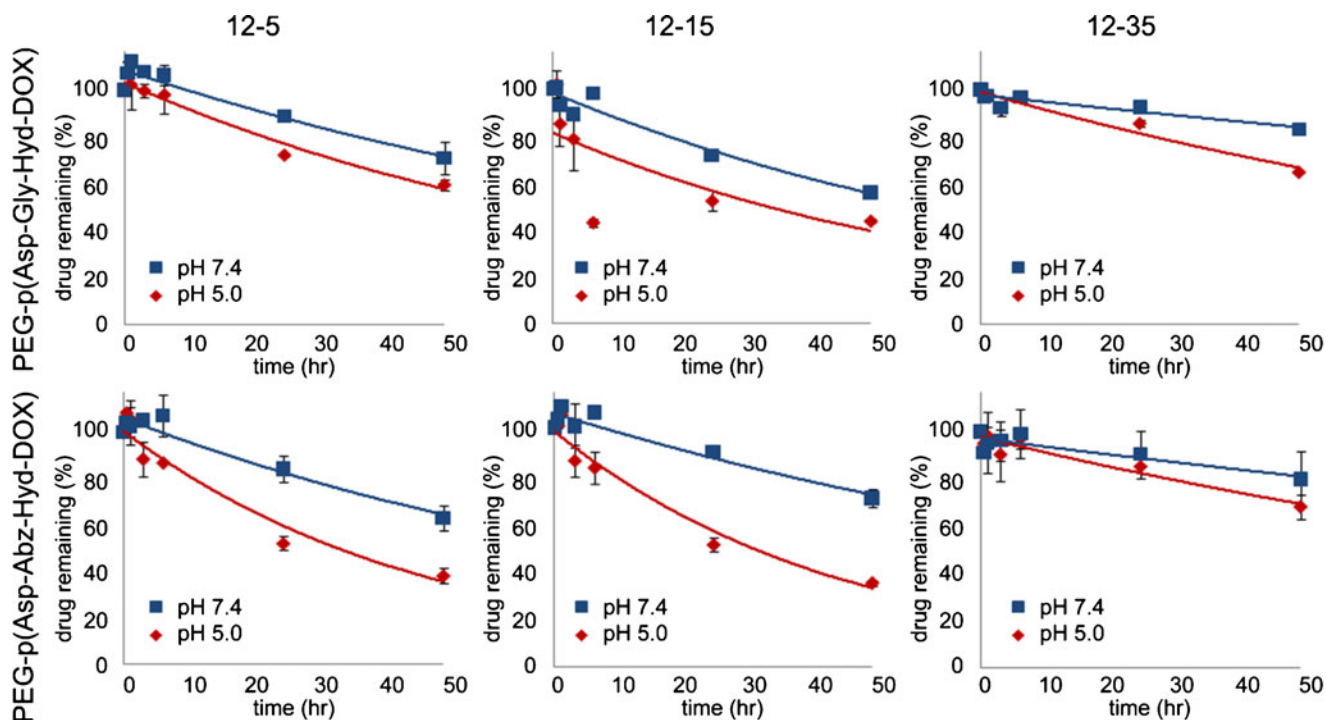 12-5
12-15
12-35
PEG-p(Asp-Gly-Hyd-DOX)
drug remaining (%)
100
80
60
40
20
0
pH 7.4
pH 5.0
0 10 20 30 40 50
time (hr)
drug remaining (%)
100
80
60
40
20
0
pH 7.4
pH 5.0
0 10 20 30 40 50
time (hr)
drug remaining (%)
100
80
60
40
20
0
pH 7.4
pH 5.0
0 10 20 30 40 50
time (hr)
PEG-p(Asp-Abz-Hyd-DOX)
drug remaining (%)
100
80
60
40
20
0
pH 7.4
pH 5.0
0 10 20 30 40 50
time (hr)
drug remaining (%)
100
80
60
40
20
0
pH 7.4
pH 5.0
0 10 20 30 40 50
time (hr)
drug remaining (%)
100
80
60
40
20
0
pH 7.4
pH 5.0
0 10 20 30 40 50
time (hr)